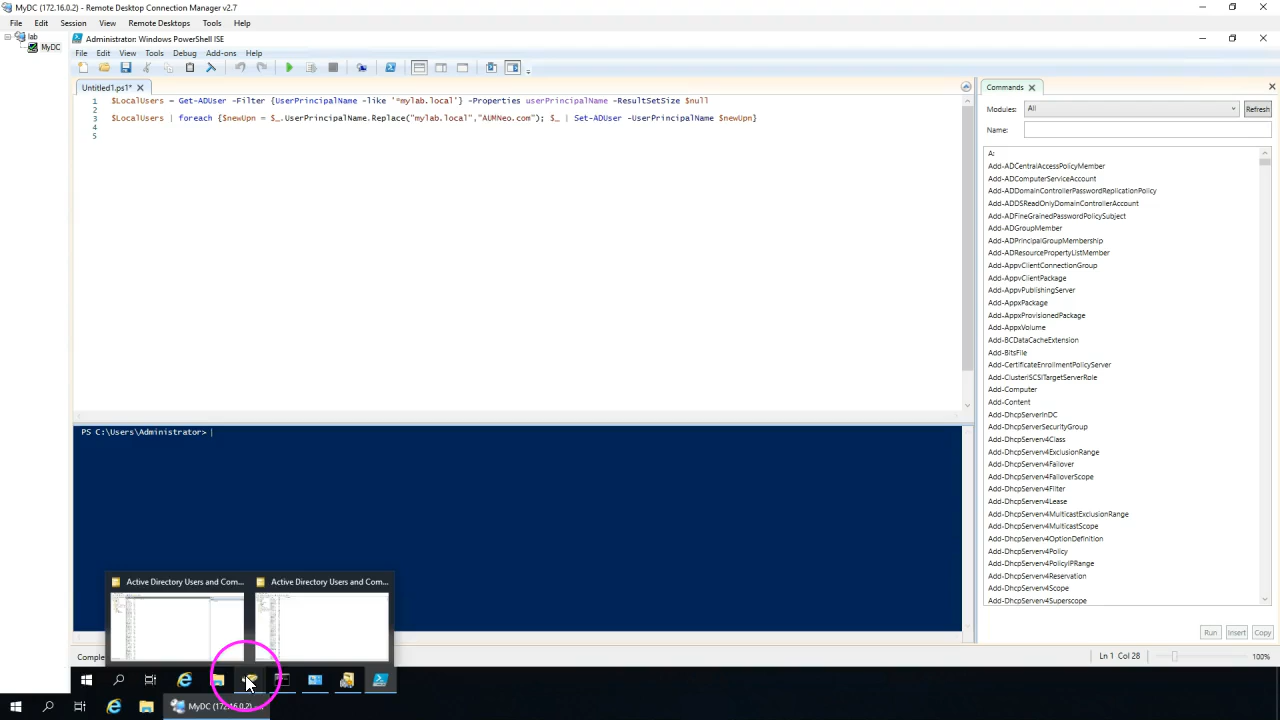 MyDC (172.16.0.2) - Remote Desktop Connection Manager v2.7
File Edit Session View Remote Desktops Tools Help
lab
MyDC
Administrator: Windows PowerShell ISE
File Edit View Tools Debug Add-ons Help
Untitled1.ps1* X
1 $LocalUsers = Get-ADUser -Filter {UserPrincipalName -like '*mylab.local'} -Properties userPrincipalName -ResultSetSize $null
2
3 $LocalUsers | foreach {$newUpn = $_.UserPrincipalName.Replace("mylab.local","AUMNeo.com"); $_ | Set-ADUser -UserPrincipalName $newUpn}
4
5
PS C:\Users\Administrator>
Commands X
Modules: All Refresh
Name:
A:
Add-ADCentralAccessPolicyMember
Add-ADComputerServiceAccount
Add-ADDomainControllerPasswordReplicationPolicy
Add-ADDSReadOnlyDomainControllerAccount
Add-ADFineGrainedPasswordPolicySubject
Add-ADGroupMember
Add-ADPrincipalGroupMembership
Add-ADResourcePropertyListMember
Add-AppvClientConnectionGroup
Add-AppvClientPackage
Add-AppvPublishingServer
Add-AppxPackage
Add-AppxProvisionedPackage
Add-AppxVolume
Add-BCDataCacheExtension
Add-BitsFile
Add-CertificateEnrollmentPolicyServer
Add-ClusteriSCSITargetServerRole
Add-Computer
Add-Content
Add-DhcpServerInDC
Add-DhcpServerSecurityGroup
Add-DhcpServerv4Class
Add-DhcpServerv4ExclusionRange
Add-DhcpServerv4Failover
Add-DhcpServerv4FailoverScope
Add-DhcpServerv4Filter
Add-DhcpServerv4Lease
Add-DhcpServerv4MulticastExclusionRange
Add-DhcpServerv4MulticastScope
Add-DhcpServerv4OptionDefinition
Add-DhcpServerv4Policy
Add-DhcpServerv4PolicyIPRange
Add-DhcpServerv4Reservation
Add-DhcpServerv4Scope
Add-DhcpServerv4Superscope
Run Insert Copy
Active Directory Users and Com... Active Directory Users and Com...
Comple
Ln 1 Col 28 100%
MyDC (172.16.0.2) -...